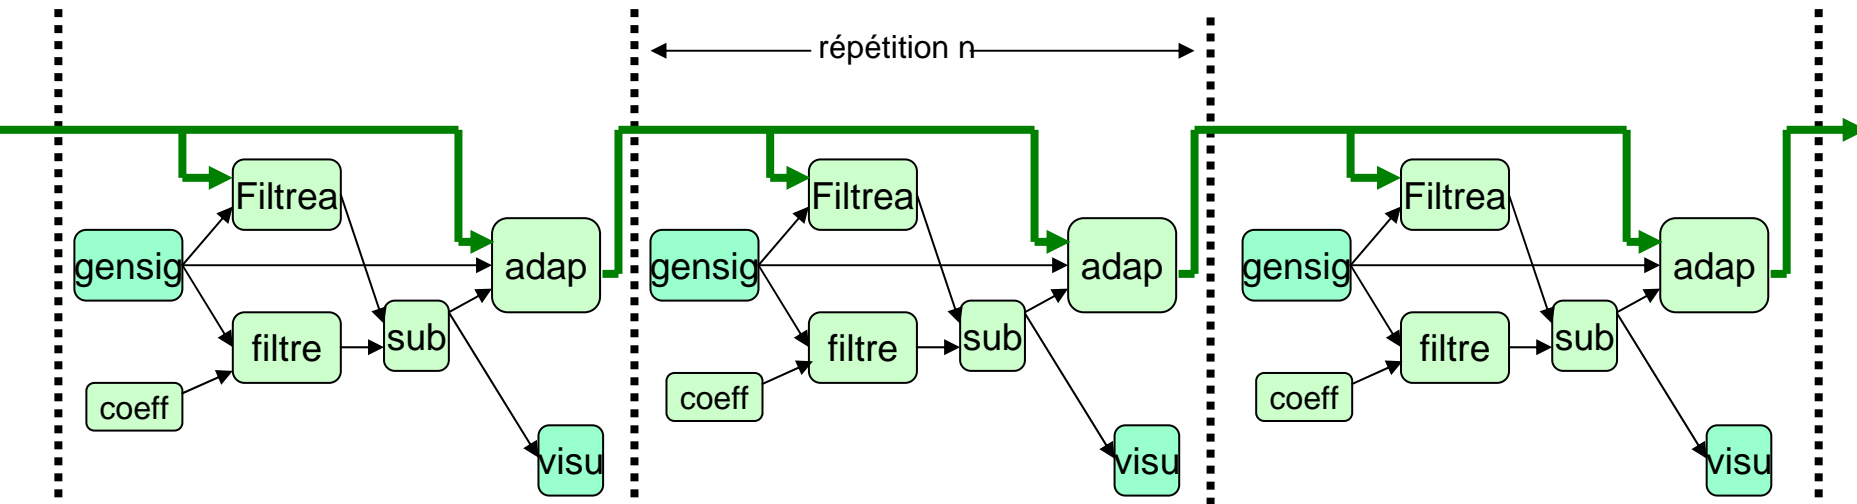 répétition n
Filtrea
gensig
adap
filtre
sub
coeff
visu
Filtrea
gensig
adap
filtre
sub
coeff
visu
Filtrea
gensig
adap
filtre
sub
coeff
visu